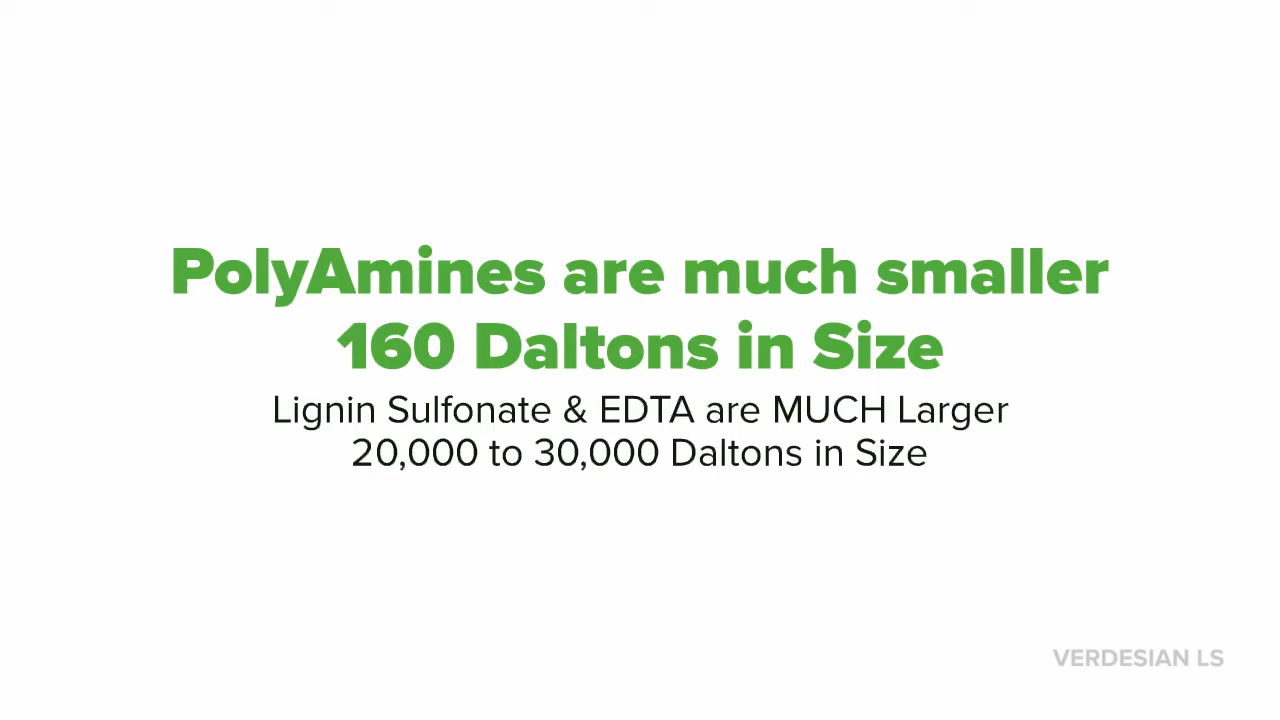 PolyAmines are much smaller
160 Daltons in Size
Lignin Sulfonate & EDTA are MUCH Larger
20,000 to 30,000 Daltons in Size
VERDESIAN LS